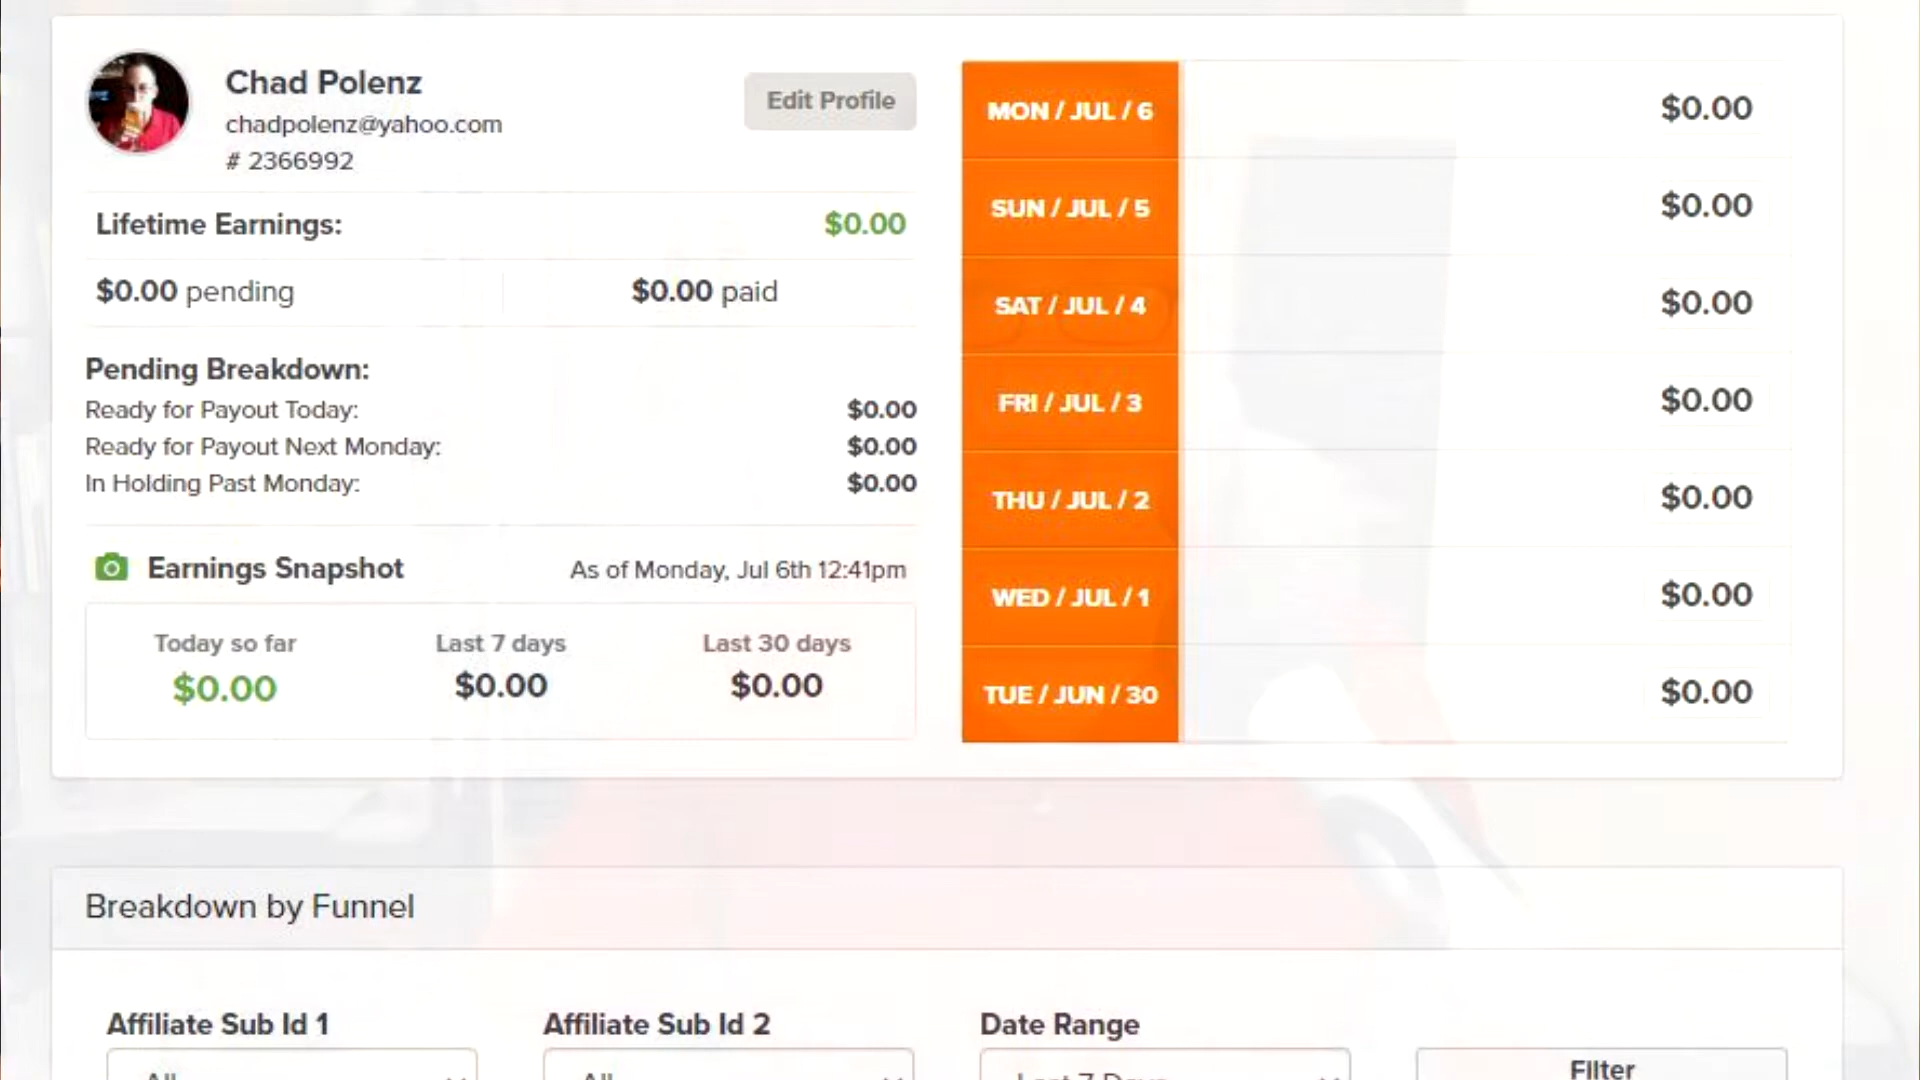 Chad Polenz
chadpolenz@yahoo.com
# 2366992
Edit Profile
Lifetime Earnings: $0.00
$0.00 pending $0.00 paid
Pending Breakdown:
Ready for Payout Today: $0.00
Ready for Payout Next Monday: $0.00
In Holding Past Monday: $0.00
Earnings Snapshot As of Monday, Jul 6th 12:41pm
Today so far Last 7 days Last 30 days
$0.00 $0.00 $0.00
MON / JUL / 6 $0.00
SUN / JUL / 5 $0.00
SAT / JUL / 4 $0.00
FRI / JUL / 3 $0.00
THU / JUL / 2 $0.00
WED / JUL / 1 $0.00
TUE / JUN / 30 $0.00
Breakdown by Funnel
Affiliate Sub Id 1 Affiliate Sub Id 2 Date Range
All All Last 7 Days Filter